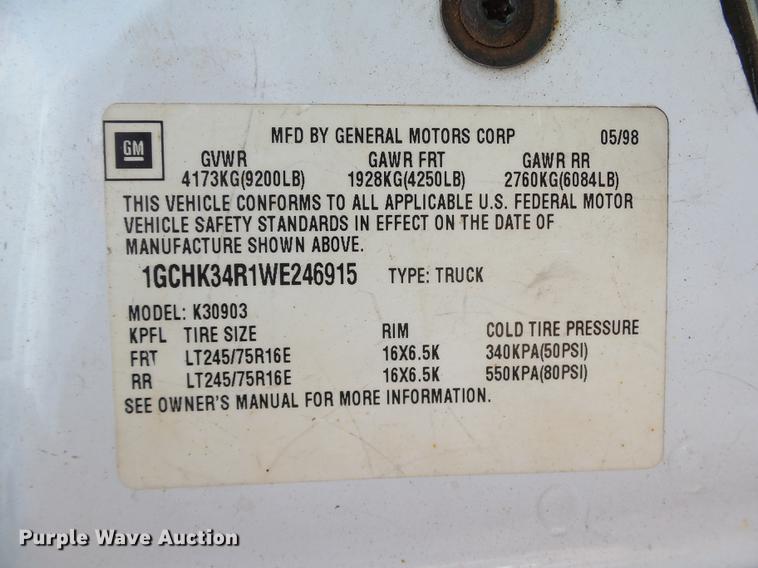 GM
MFD BY GENERAL MOTORS CORP 05/98
GVWR GAWR FRT GAWR RR
4173KG(9200LB) 1928KG(4250LB) 2760KG(6084LB)
THIS VEHICLE CONFORMS TO ALL APPLICABLE U.S. FEDERAL MOTOR
VEHICLE SAFETY STANDARDS IN EFFECT ON THE DATE OF
MANUFACTURE SHOWN ABOVE.
1GCHK34R1WE246915 TYPE: TRUCK
MODEL: K30903
KPFL TIRE SIZE RIM COLD TIRE PRESSURE
FRT LT245/75R16E 16X6.5K 340KPA(50PSI)
RR LT245/75R16E 16X6.5K 550KPA(80PSI)
SEE OWNER'S MANUAL FOR MORE INFORMATION.
Purple Wave Auction